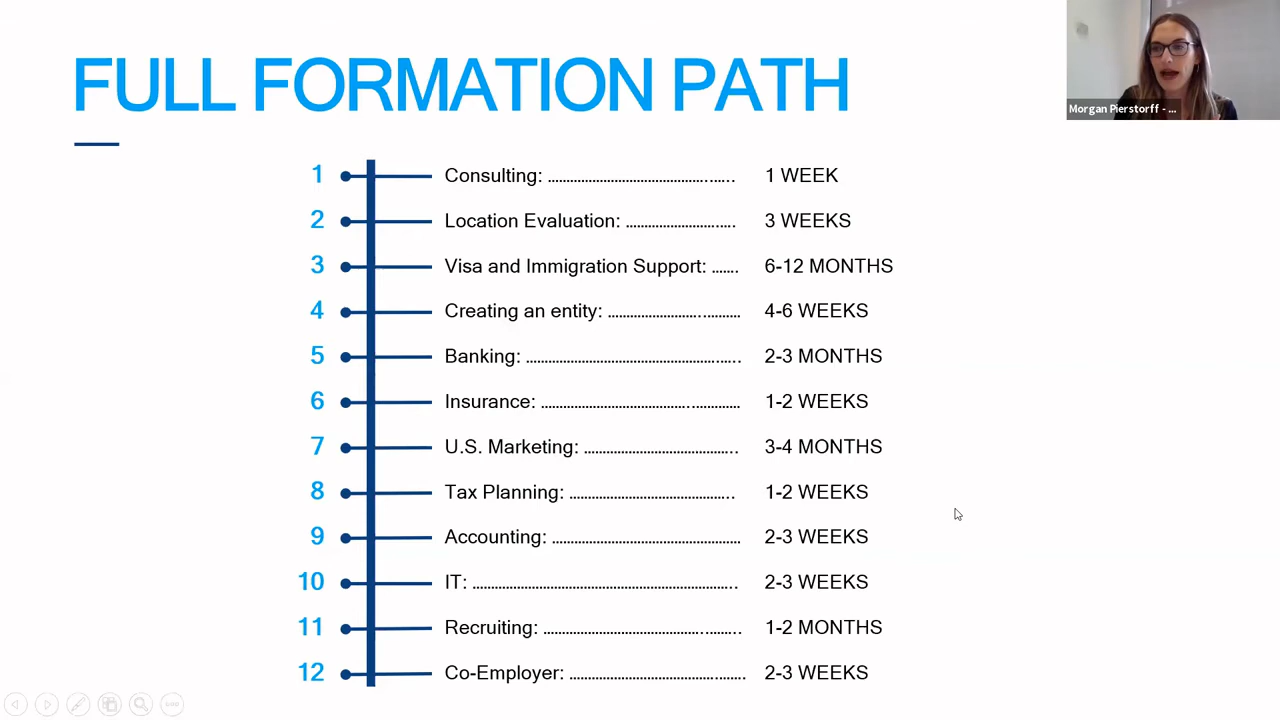 FULL FORMATION PATH
Morgan Pierstorff - ...
1 Consulting: ............................................... 1 WEEK
2 Location Evaluation: ............................ 3 WEEKS
3 Visa and Immigration Support: ....... 6-12 MONTHS
4 Creating an entity: .................................. 4-6 WEEKS
5 Banking: ...................................................... 2-3 MONTHS
6 Insurance: .................................................. 1-2 WEEKS
7 U.S. Marketing: ........................................ 3-4 MONTHS
8 Tax Planning: .......................................... 1-2 WEEKS
9 Accounting: ................................................ 2-3 WEEKS
10 IT: .................................................................... 2-3 WEEKS
11 Recruiting: .................................................. 1-2 MONTHS
12 Co-Employer: ............................................ 2-3 WEEKS